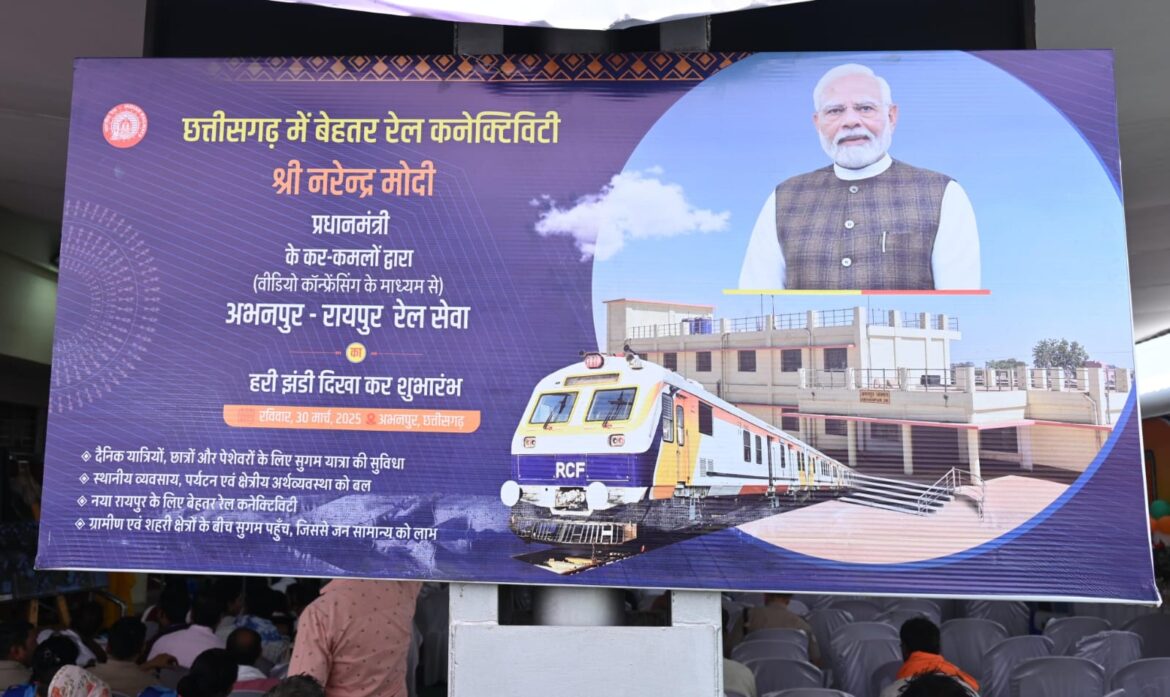 छत्तीसगढ़ में बेहतर रेल कनेक्टिविटी
श्री नरेन्द्र मोदी
प्रधानमंत्री
के कर-कमलों द्वारा
(वीडियो कॉन्फ्रेंसिंग के माध्यम से)
अभनपुर - रायपुर रेल सेवा
का
हरी झंडी दिखा कर शुभारंभ
रविवार, 30 मार्च, 2025 अभनपुर, छत्तीसगढ़
दैनिक यात्रियों, छात्रों और पेशेवरों के लिए सुगम यात्रा की सुविधा
स्थानीय व्यवसाय, पर्यटन एवं क्षेत्रीय अर्थव्यवस्था को बल
नया रायपुर के लिए बेहतर रेल कनेक्टिविटी
ग्रामीण एवं शहरी क्षेत्रों के बीच सुगम पहुँच, जिससे जन सामान्य को लाभ
RCF